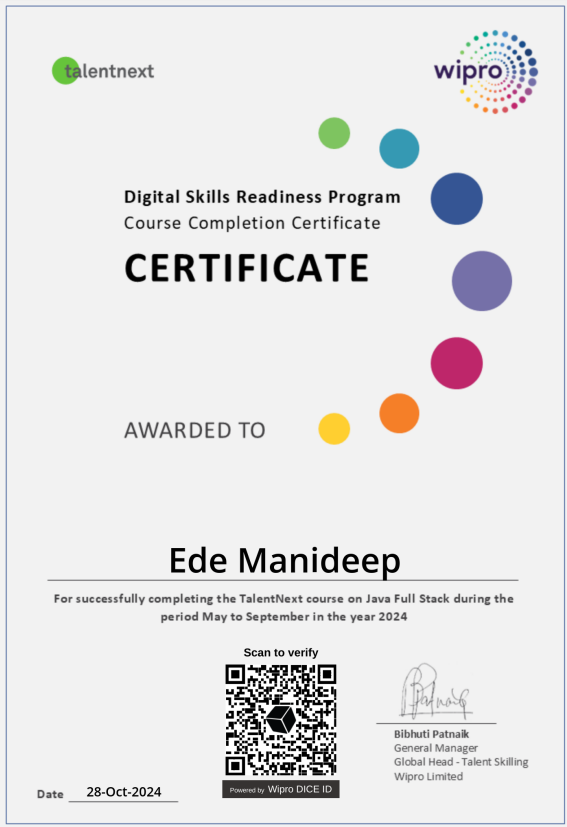 talentnext
wipro
Digital Skills Readiness Program
Course Completion Certificate
CERTIFICATE
AWARDED TO
Ede Manideep
For successfully completing the TalentNext course on Java Full Stack during the
period May to September in the year 2024
Scan to verify
Powered by Wipro DICE ID
BPatnaik
Bibhuti Patnaik
General Manager
Global Head - Talent Skilling
Wipro Limited
Date 28-Oct-2024